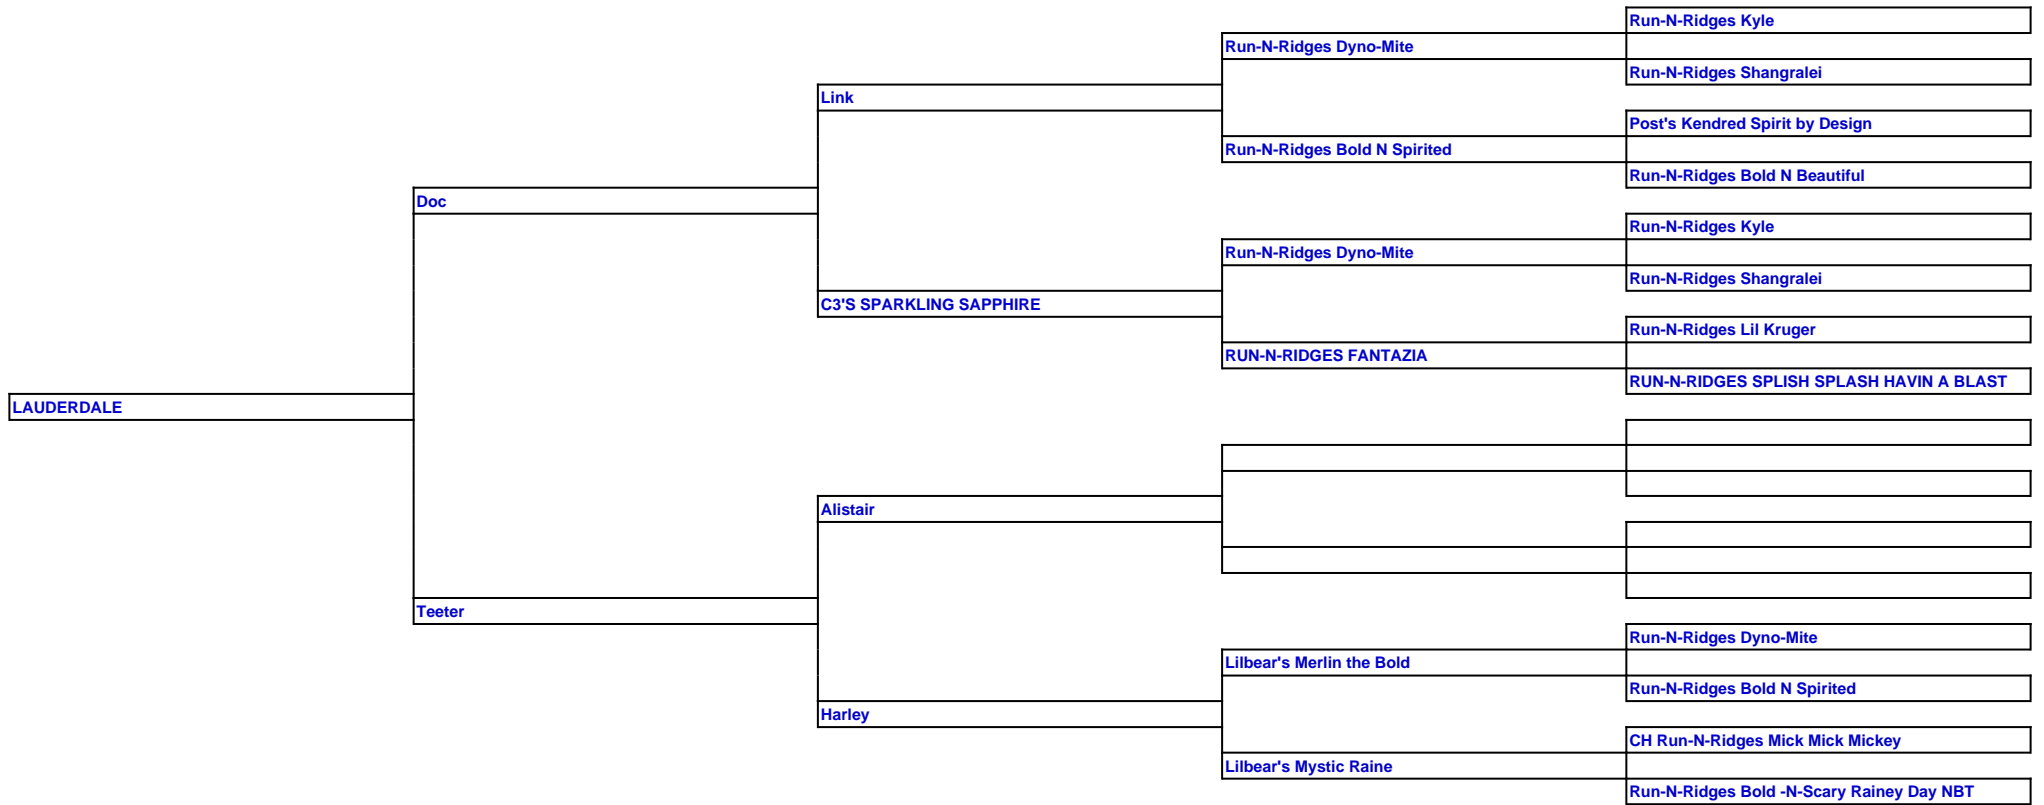 Run-N-Ridges Kyle
Run-N-Ridges Dyno-Mite
Run-N-Ridges Shangralei
Link
Post's Kendred Spirit by Design
Run-N-Ridges Bold N Spirited
Run-N-Ridges Bold N Beautiful
Doc
Run-N-Ridges Kyle
Run-N-Ridges Dyno-Mite
Run-N-Ridges Shangralei
C3'S SPARKLING SAPPHIRE
Run-N-Ridges Lil Kruger
RUN-N-RIDGES FANTAZIA
RUN-N-RIDGES SPLISH SPLASH HAVIN A BLAST
LAUDERDALE
Alistair
Teeter
Run-N-Ridges Dyno-Mite
Lilbear's Merlin the Bold
Run-N-Ridges Bold N Spirited
Harley
CH Run-N-Ridges Mick Mick Mickey
Lilbear's Mystic Raine
Run-N-Ridges Bold -N-Scary Rainey Day NBT